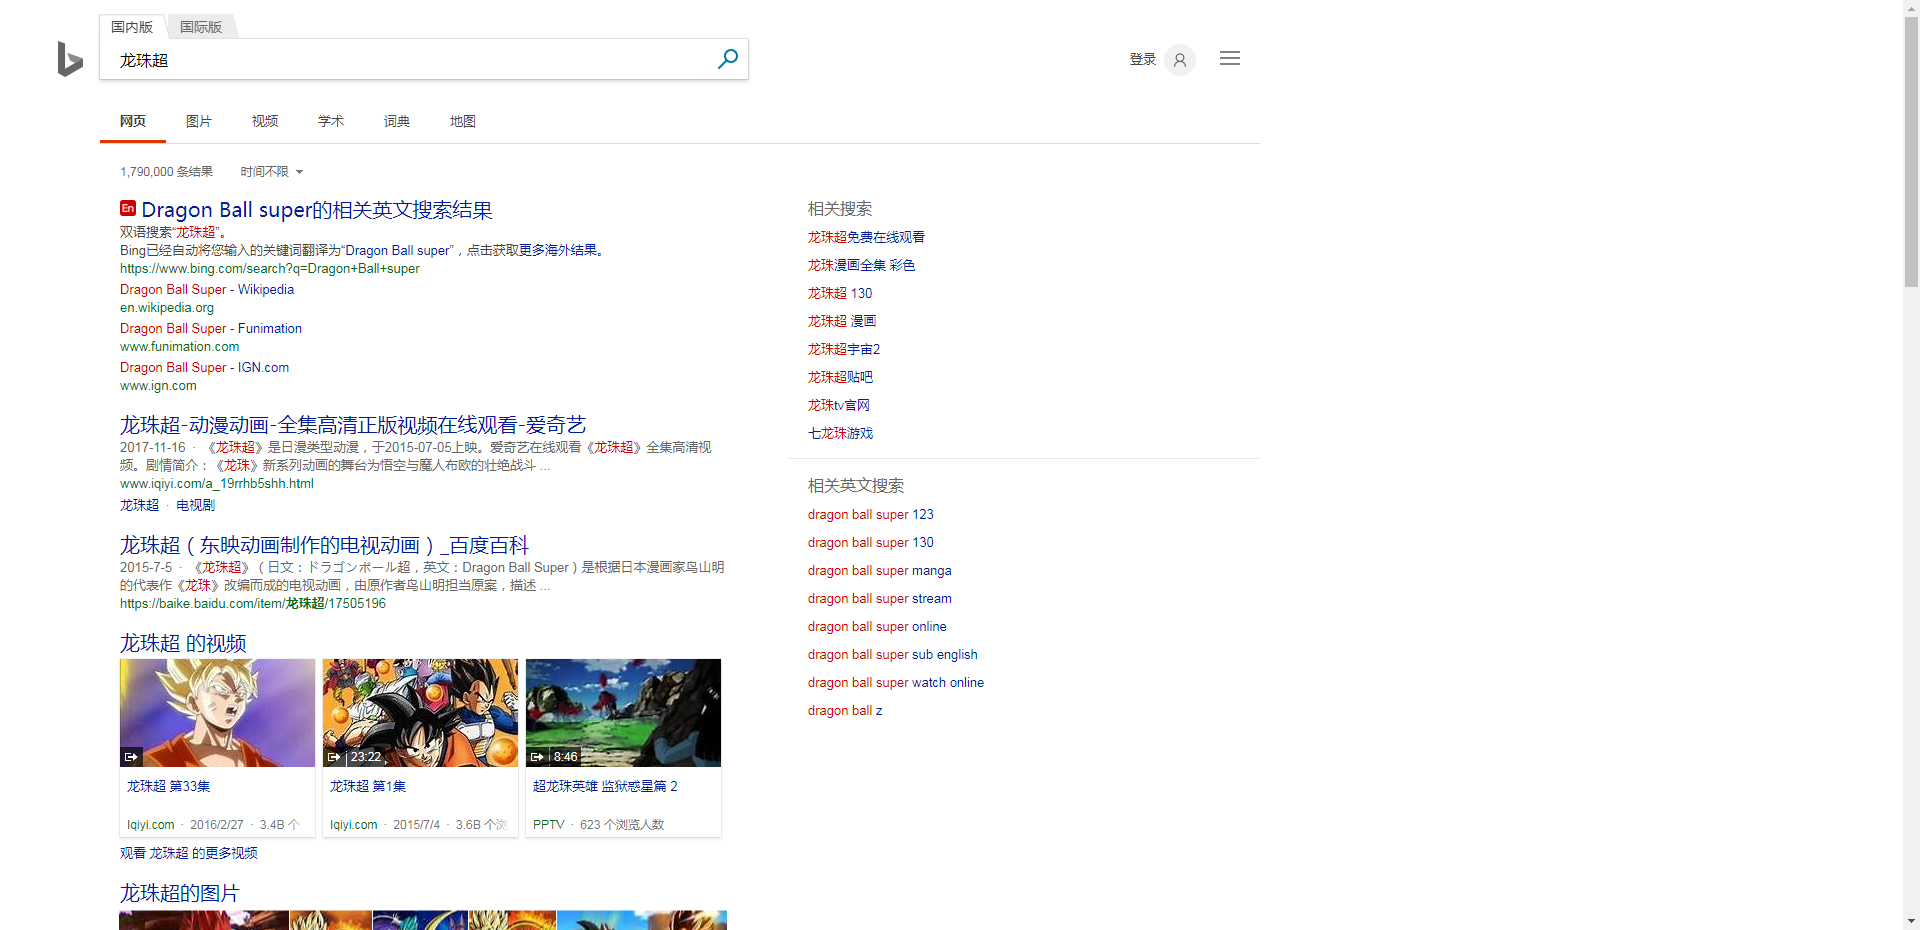 国内版 国际版
龙珠超
登录
网页 图片 视频 学术 词典 地图
1,790,000 条结果 时间不限
En Dragon Ball super的相关英文搜索结果
双语搜索“龙珠超”。
Bing已经自动将您输入的关键词翻译为“Dragon Ball super”，点击获取更多海外结果。
https://www.bing.com/search?q=Dragon+Ball+super
Dragon Ball Super - Wikipedia
en.wikipedia.org
Dragon Ball Super - Funimation
www.funimation.com
Dragon Ball Super - IGN.com
www.ign.com
龙珠超-动漫动画-全集高清正版视频在线观看-爱奇艺
2017-11-16 · 《龙珠超》是日漫类型动漫，于2015-07-05上映。爱奇艺在线观看《龙珠超》全集高清视
频。剧情简介：《龙珠》新系列动画的舞台为悟空与魔人布欧的壮绝战斗 ...
www.iqiyi.com/a_19rrhb5shh.html
龙珠超 · 电视剧
龙珠超（东映动画制作的电视动画）_百度百科
2015-7-5 · 《龙珠超》（日文：ドラゴンボール超，英文：Dragon Ball Super）是根据日本漫画家鸟山明
的代表作《龙珠》改编而成的电视动画，由原作者鸟山明担当原案，描述 ...
https://baike.baidu.com/item/龙珠超/17505196
龙珠超 的视频
23:22
8:46
龙珠超 第33集
Iqiyi.com · 2016/2/27 · 3.4B 个
龙珠超 第1集
Iqiyi.com · 2015/7/4 · 3.6B 个浏
超龙珠英雄 监狱惑星篇 2
PPTV · 623 个浏览人数
观看 龙珠超 的更多视频
龙珠超的图片
相关搜索
龙珠超免费在线观看
龙珠漫画全集 彩色
龙珠超 130
龙珠超 漫画
龙珠超宇宙2
龙珠超贴吧
龙珠tv官网
七龙珠游戏
相关英文搜索
dragon ball super 123
dragon ball super 130
dragon ball super manga
dragon ball super stream
dragon ball super online
dragon ball super sub english
dragon ball super watch online
dragon ball z